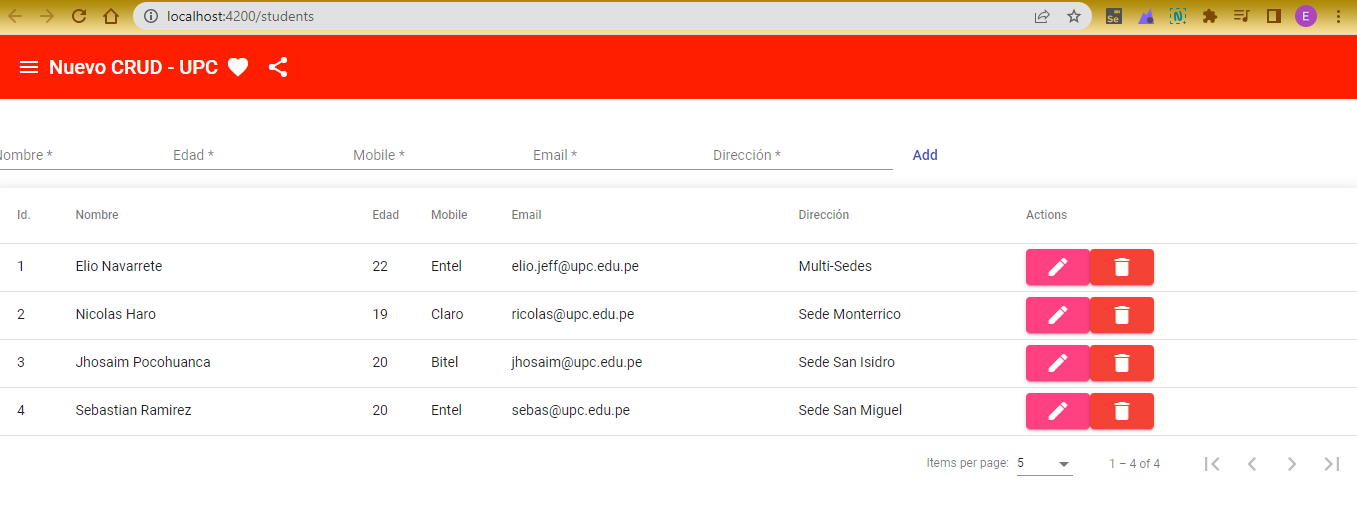 localhost:4200/students
Se
N
E
Nuevo CRUD - UPC
Nombre * Edad * Mobile * Email * Dirección * Add
Id. Nombre Edad Mobile Email Dirección Actions
1 Elio Navarrete 22 Entel elio.jeff@upc.edu.pe Multi-Sedes
2 Nicolas Haro 19 Claro ricolas@upc.edu.pe Sede Monterrico
3 Jhosaim Pocohuanca 20 Bitel jhosaim@upc.edu.pe Sede San Isidro
4 Sebastian Ramirez 20 Entel sebas@upc.edu.pe Sede San Miguel
Items per page: 5 1 – 4 of 4